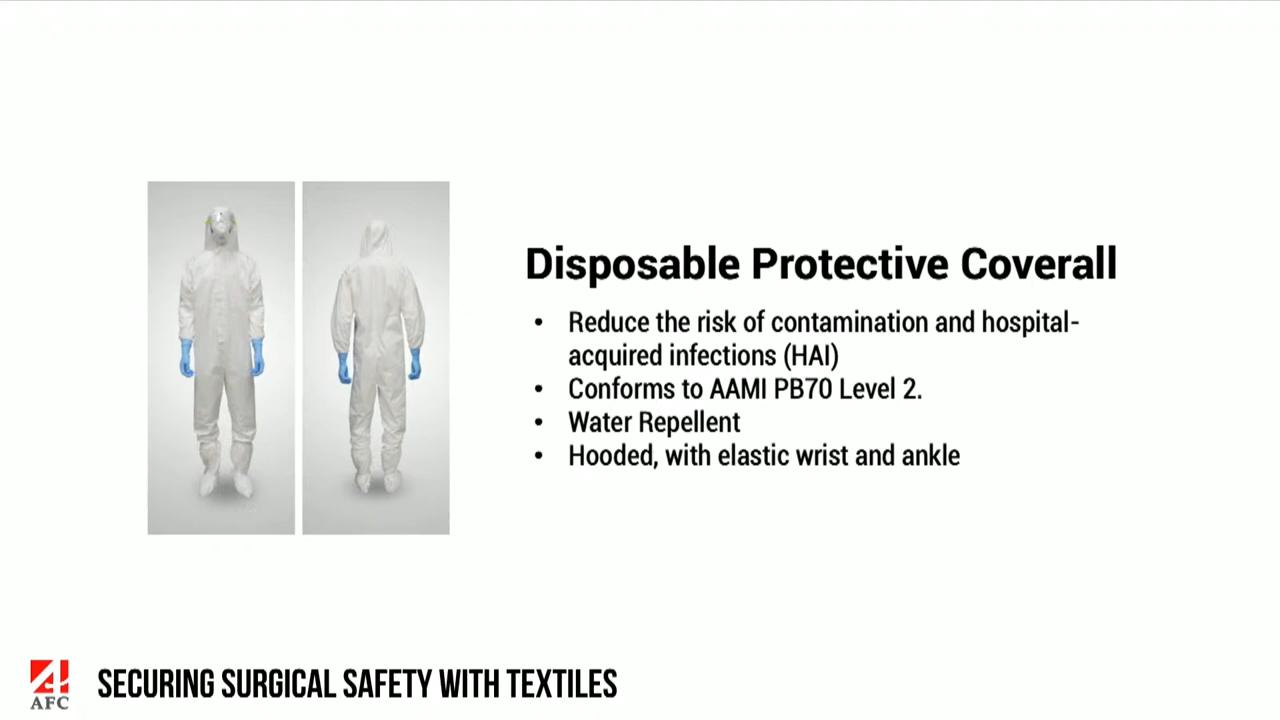 Disposable Protective Coverall
• Reduce the risk of contamination and hospital-
acquired infections (HAI)
• Conforms to AAMI PB70 Level 2.
• Water Repellent
• Hooded, with elastic wrist and ankle
AFC
SECURING SURGICAL SAFETY WITH TEXTILES